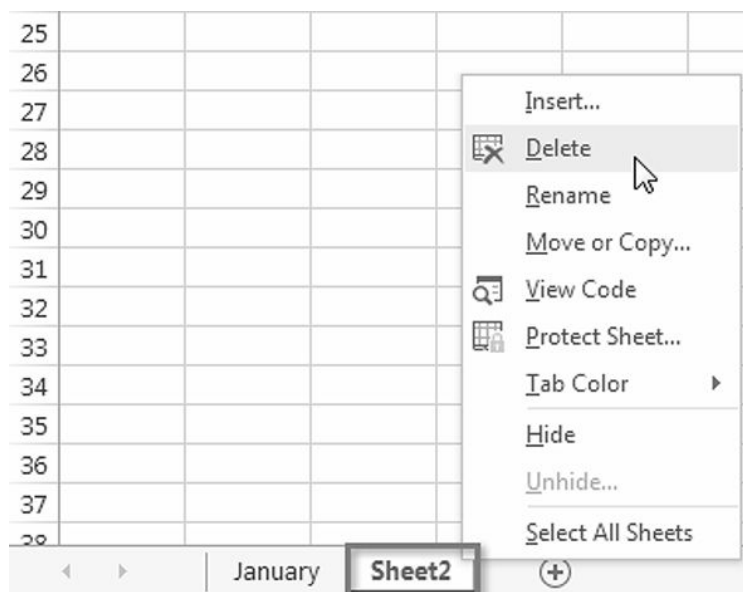 25
26
27
28
29
30
31
32
33
34
35
36
37
38
Insert...
Delete
Rename
Move or Copy...
View Code
Protect Sheet...
Tab Color
Hide
Unhide...
Select All Sheets
January Sheet2